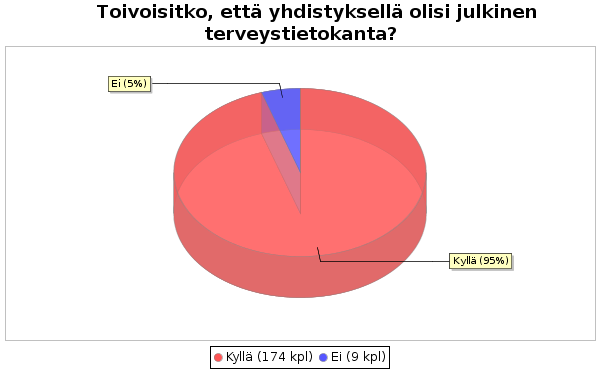 Toivoisitko, että yhdistyksellä olisi julkinen
terveystietokanta?
Ei (5%)
Kyllä (95%)
Kyllä (174 kpl) Ei (9 kpl)